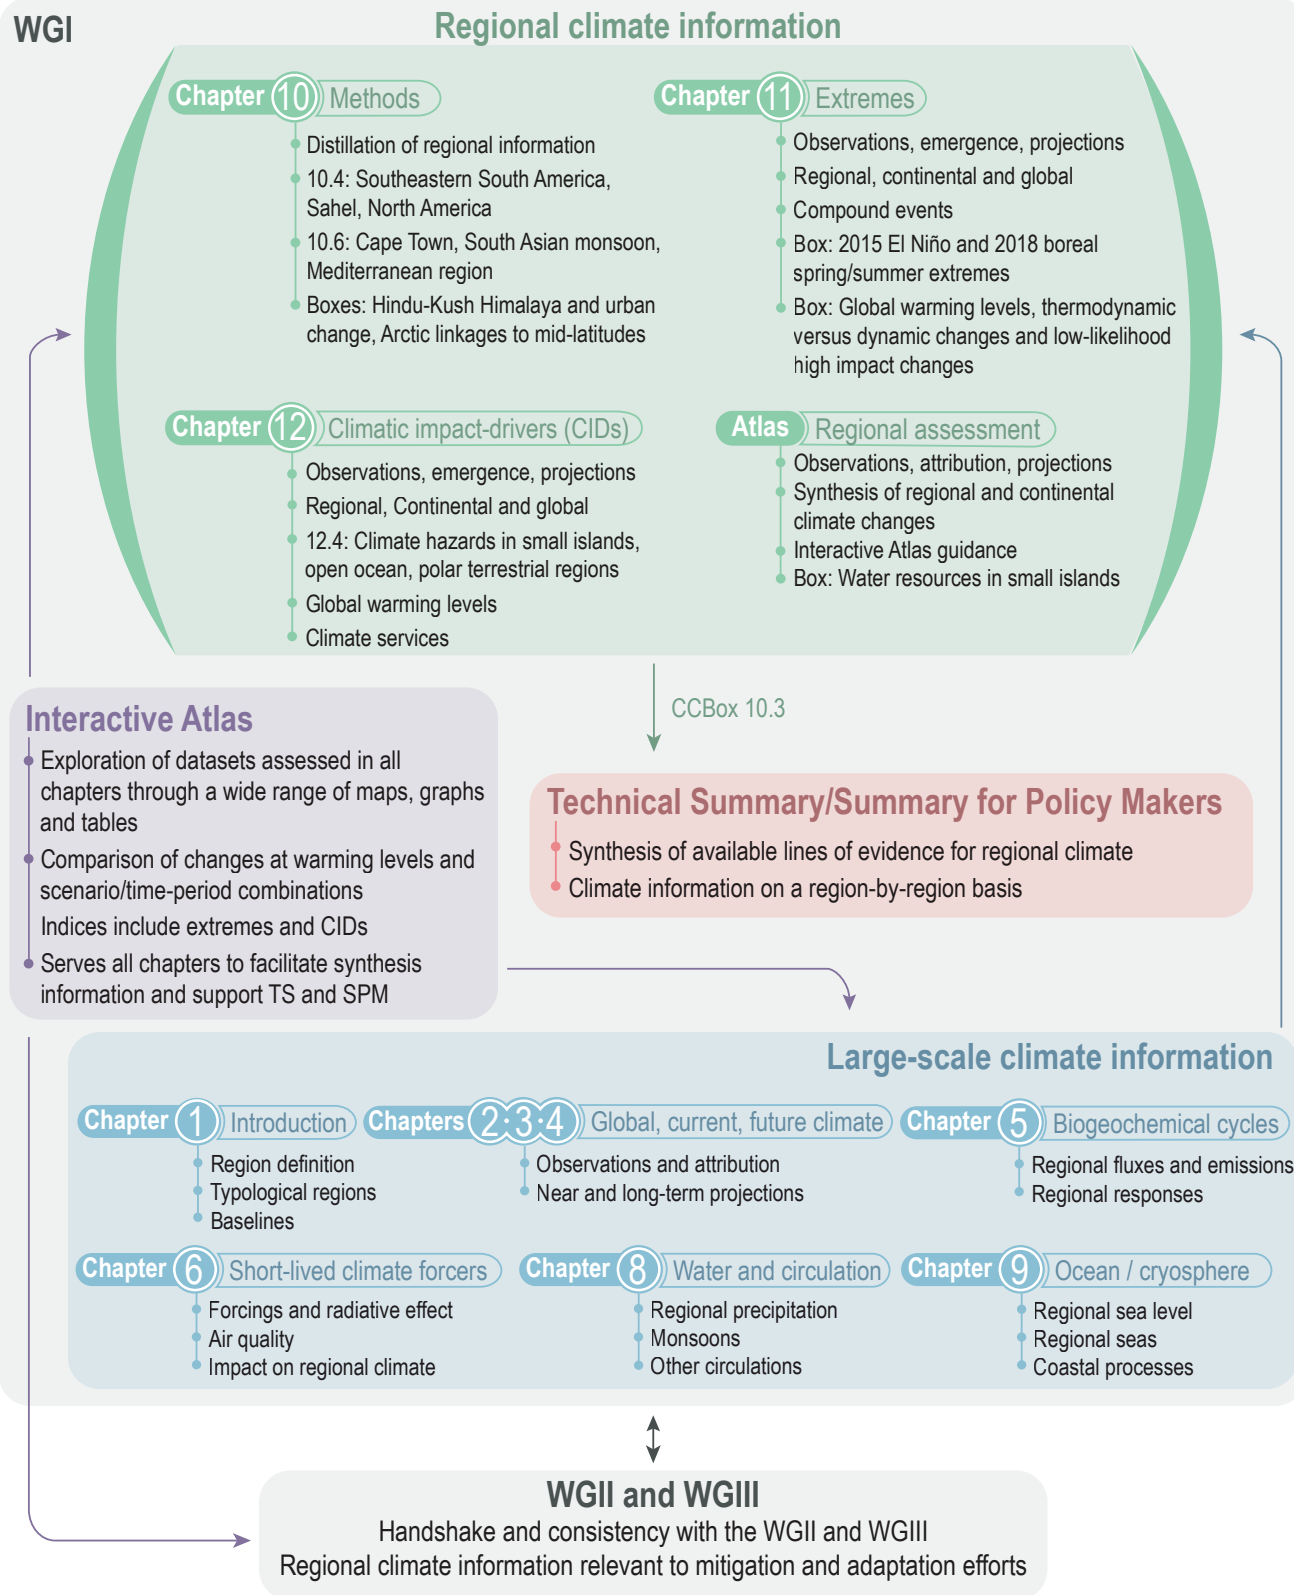 WGI
Regional climate information
Chapter 10 Methods
Distillation of regional information
10.4: Southeastern South America,
Sahel, North America
10.6: Cape Town, South Asian monsoon,
Mediterranean region
Boxes: Hindu-Kush Himalaya and urban
change, Arctic linkages to mid-latitudes
Chapter 11 Extremes
Observations, emergence, projections
Regional, continental and global
Compound events
Box: 2015 El Niño and 2018 boreal
spring/summer extremes
Box: Global warming levels, thermodynamic
versus dynamic changes and low-likelihood
high impact changes
Chapter 12 Climatic impact-drivers (CIDs)
Observations, emergence, projections
Regional, Continental and global
12.4: Climate hazards in small islands,
open ocean, polar terrestrial regions
Global warming levels
Climate services
Atlas Regional assessment
Observations, attribution, projections
Synthesis of regional and continental
climate changes
Interactive Atlas guidance
Box: Water resources in small islands
CCBox 10.3
Interactive Atlas
Exploration of datasets assessed in all
chapters through a wide range of maps, graphs
and tables
Comparison of changes at warming levels and
scenario/time-period combinations
Indices include extremes and CIDs
Serves all chapters to facilitate synthesis
information and support TS and SPM
Technical Summary/Summary for Policy Makers
Synthesis of available lines of evidence for regional climate
Climate information on a region-by-region basis
Large-scale climate information
Chapter 1 Introduction
Region definition
Typological regions
Baselines
Chapters 2·3·4 Global, current, future climate
Observations and attribution
Near and long-term projections
Chapter 5 Biogeochemical cycles
Regional fluxes and emissions
Regional responses
Chapter 6 Short-lived climate forcers
Forcings and radiative effect
Air quality
Impact on regional climate
Chapter 8 Water and circulation
Regional precipitation
Monsoons
Other circulations
Chapter 9 Ocean / cryosphere
Regional sea level
Regional seas
Coastal processes
WGII and WGIII
Handshake and consistency with the WGII and WGIII
Regional climate information relevant to mitigation and adaptation efforts